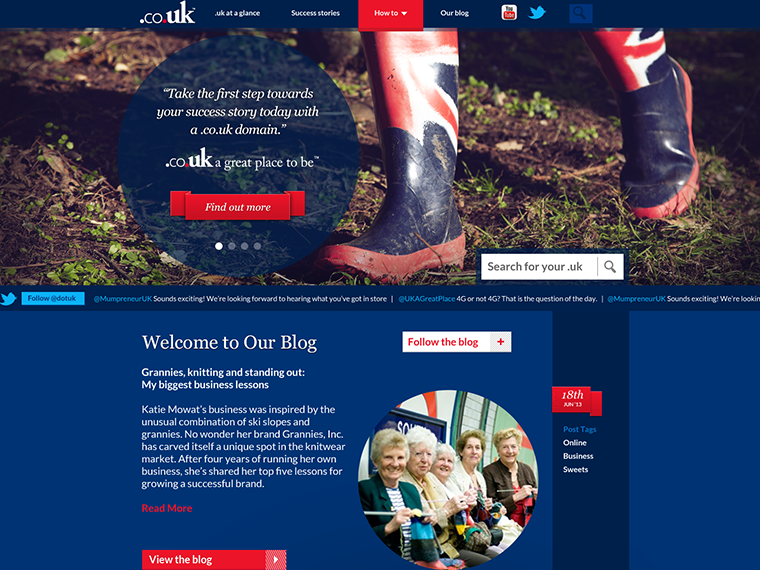 .co.uk™
.uk at a glance
Success stories
How to
Our blog
You Tube
“Take the first step towards
your success story today with
a .co.uk domain.”
.co.uk a great place to be™
Find out more
Search for your .uk
Follow @dotuk
@MumpreneurUK Sounds exciting! We're looking forward to hearing what you've got in store | @UKAGreatPlace 4G or not 4G? That is the question of the day. | @MumpreneurUK Sounds exciting! We're looking
Welcome to Our Blog
Follow the blog +
Grannies, knitting and standing out:
My biggest business lessons
Katie Mowat's business was inspired by the
unusual combination of ski slopes and
grannies. No wonder her brand Grannies, Inc.
has carved itself a unique spot in the knitwear
market. After four years of running her own
business, she's shared her top five lessons for
growing a successful brand.
Read More
View the blog
18th
JUN '13
Post Tags
Online
Business
Sweets